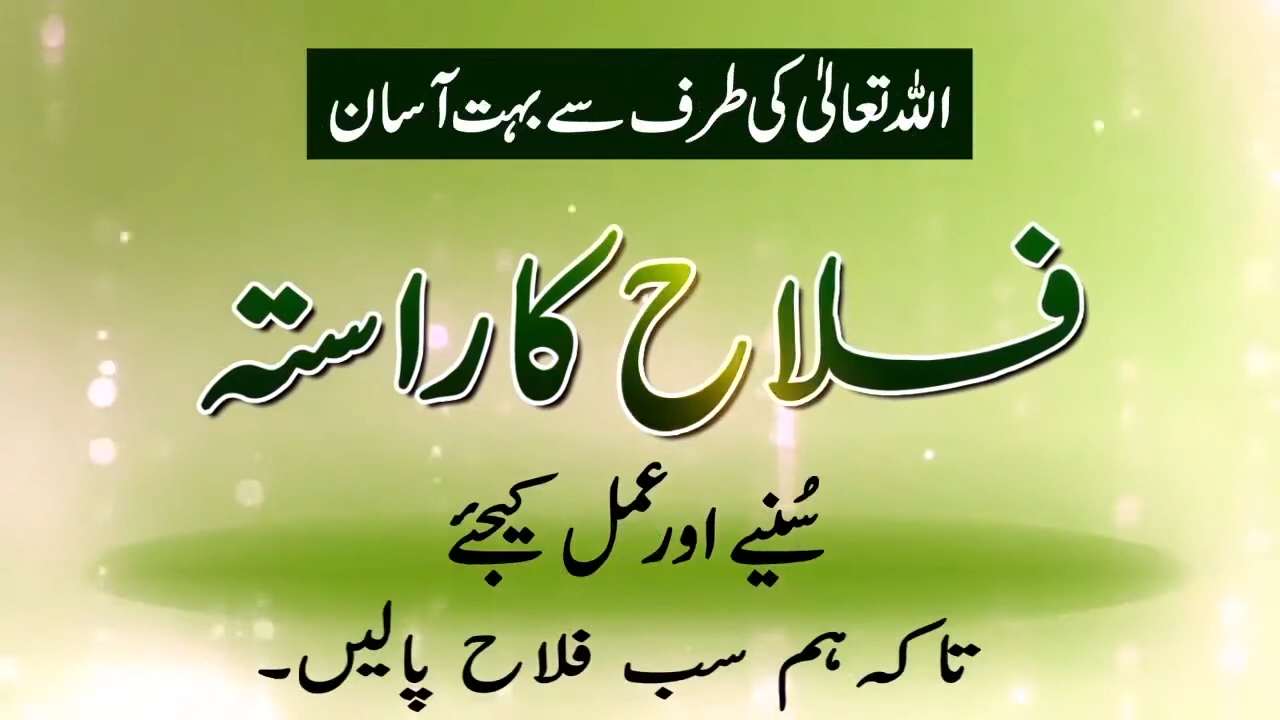 اللہ تعالیٰ کی طرف سے بہت آسان
فلاح کا راستہ
سُنیے اور عمل کیجئے
تاکہ ہم سب فلاح پالیں۔